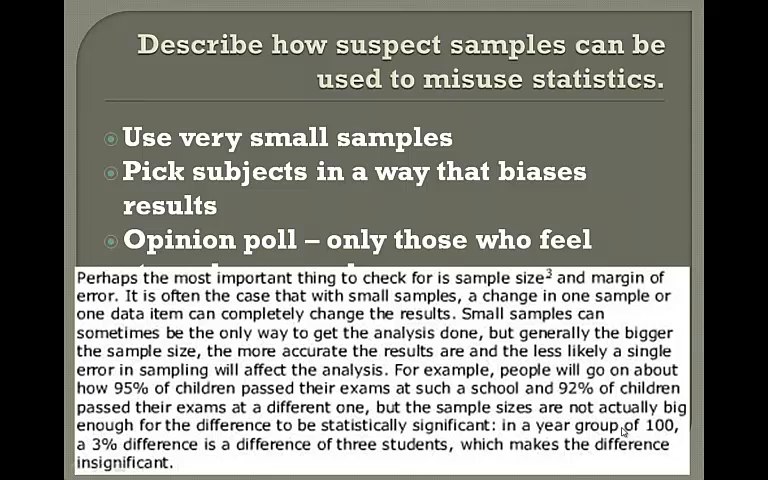 Describe how suspect samples can be
used to misuse statistics.
Use very small samples
Pick subjects in a way that biases
results
Opinion poll – only those who feel
Perhaps the most important thing to check for is sample size³ and margin of
error. It is often the case that with small samples, a change in one sample or
one data item can completely change the results. Small samples can
sometimes be the only way to get the analysis done, but generally the bigger
the sample size, the more accurate the results are and the less likely a single
error in sampling will affect the analysis. For example, people will go on about
how 95% of children passed their exams at such a school and 92% of children
passed their exams at a different one, but the sample sizes are not actually big
enough for the difference to be statistically significant: in a year group of 100,
a 3% difference is a difference of three students, which makes the difference
insignificant.